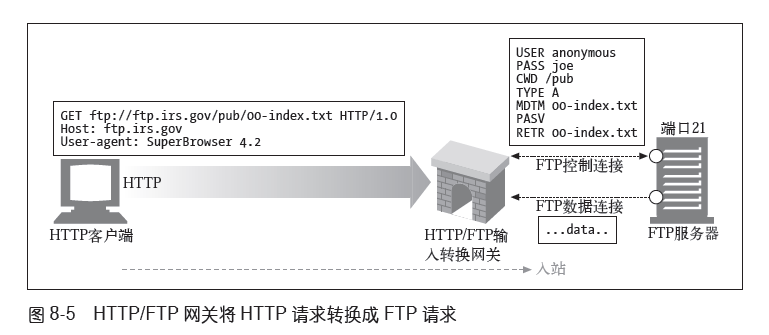 USER anonymous
PASS joe
CWD /pub
TYPE A
MDTM 00-index.txt
PASV
RETR 00-index.txt
GET ftp://ftp.irs.gov/pub/00-index.txt HTTP/1.0
Host: ftp.irs.gov
User-agent: SuperBrowser 4.2
端口21
FTP控制连接
HTTP
FTP数据连接
...data..
HTTP客户端
HTTP/FTP输
入转换网关
FTP服务器
入站
图 8-5 HTTP/FTP 网关将 HTTP 请求转换成 FTP 请求